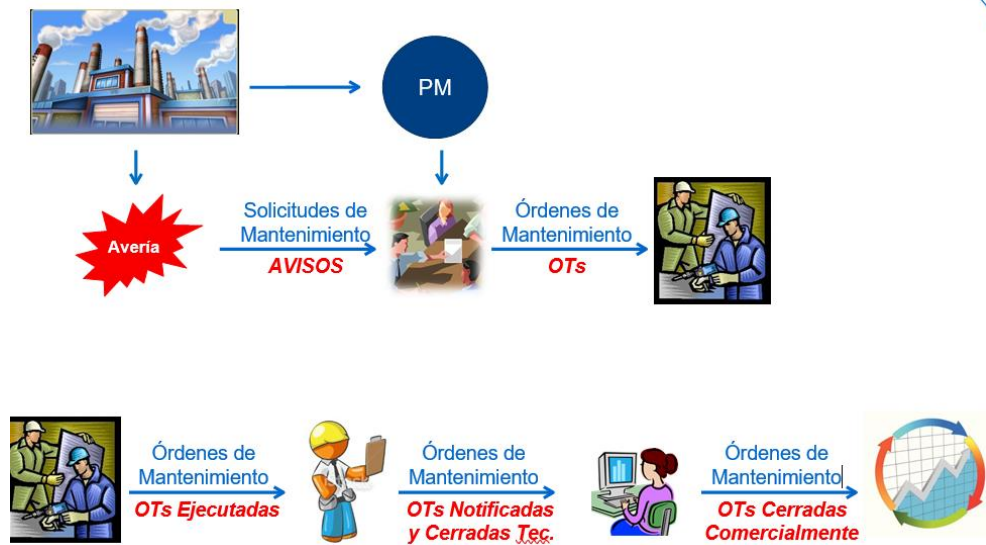 PM
Avería
Solicitudes de
Mantenimiento
AVISOS
Órdenes de
Mantenimiento
OTs
Órdenes de
Mantenimiento
OTs Ejecutadas
Órdenes de
Mantenimiento
OTs Notificadas
y Cerradas Tec.
Órdenes de
Mantenimiento
OTs Cerradas
Comercialmente